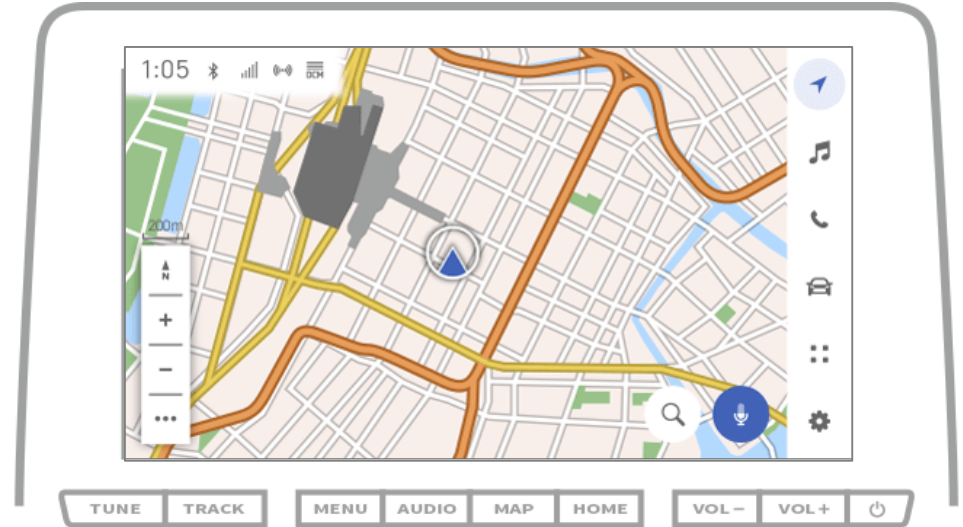 1:05 DCM
200m
N
+
−
•••
TUNE TRACK MENU AUDIO MAP HOME VOL− VOL+